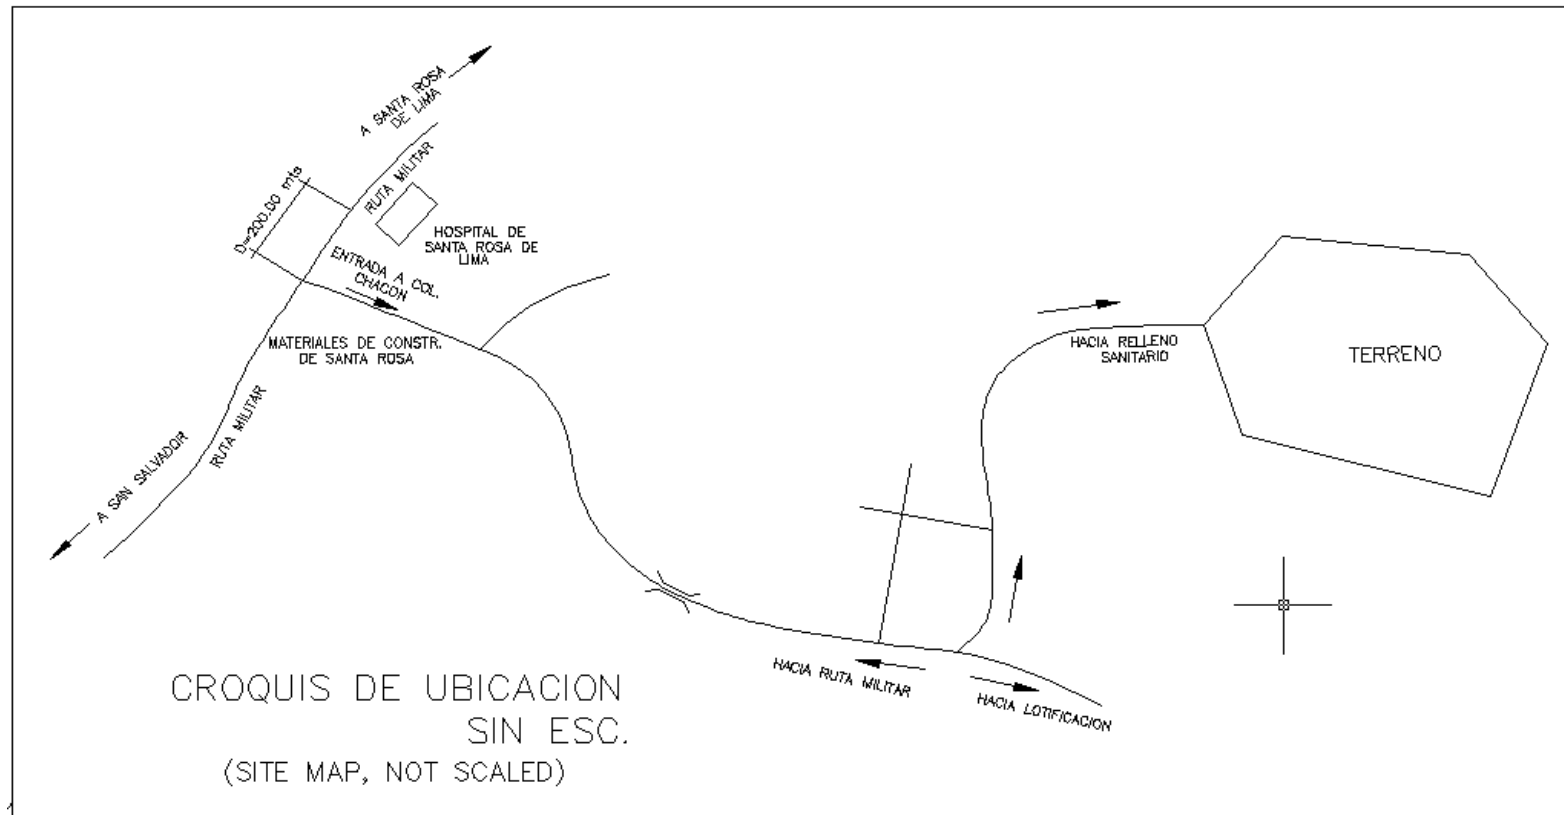 A SANTA ROSA
DE LIMA
RUTA MILITAR
D=200.00 mts
HOSPITAL DE
SANTA ROSA DE
LIMA
ENTRADA A COL.
CHACON
MATERIALES DE CONSTR.
DE SANTA ROSA
RUTA MILITAR
A SAN SALVADOR
HACIA RELLENO
SANITARIO
TERRENO
HACIA RUTA MILITAR
HACIA LOTIFICACION
CROQUIS DE UBICACION
SIN ESC.
(SITE MAP, NOT SCALED)